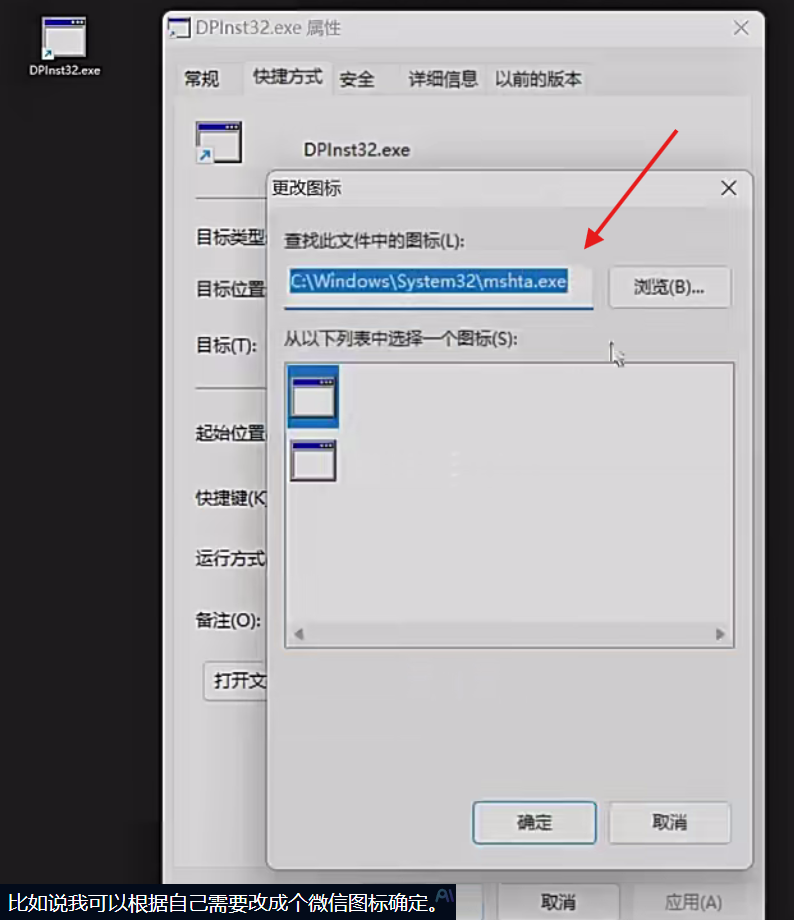 DPInst32.exe 属性
DPInst32.exe
常规 快捷方式 安全 详细信息 以前的版本
DPInst32.exe
更改图标
目标类型
查找此文件中的图标(L):
C:\Windows\System32\mshta.exe
浏览(B)...
目标位置
从以下列表中选择一个图标(S):
目标(T):
起始位置
快捷键(K
运行方式
备注(O):
打开文
确定 取消
比如说我可以根据自己需要改成个微信图标确定。
取消 应用(A)